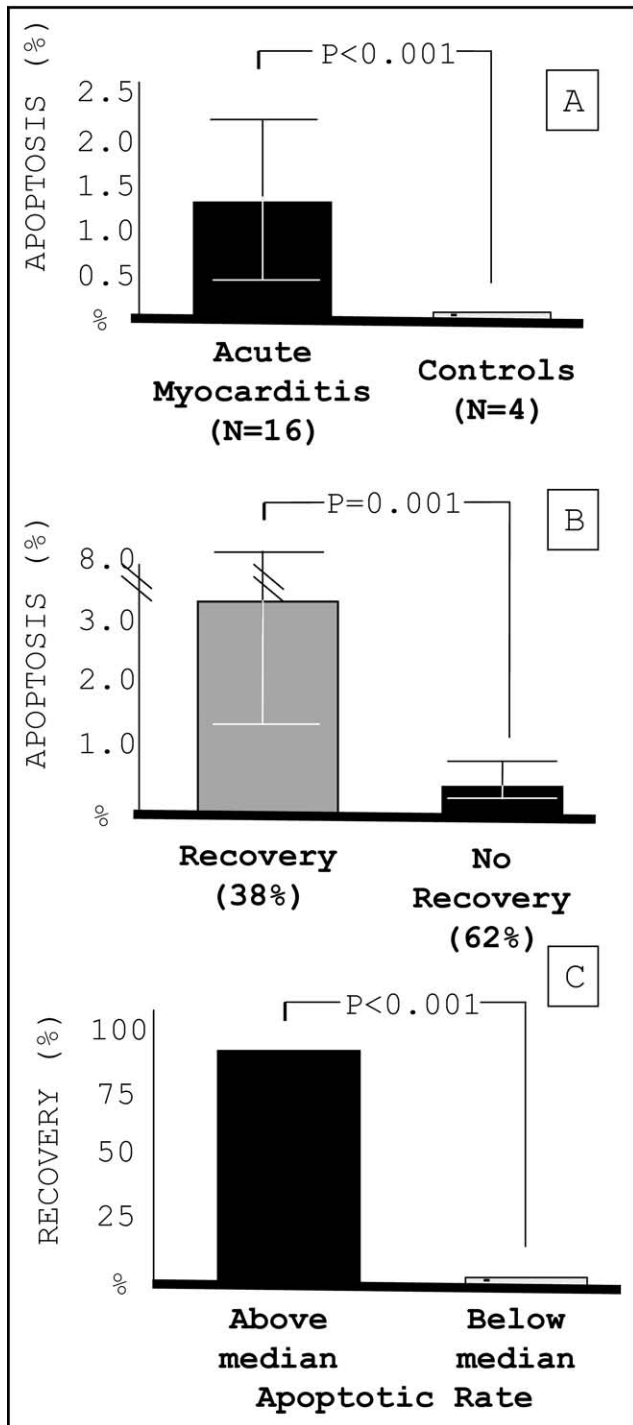 P<0.001
A
APOPTOSIS (%)
2.5
2.0
1.5
1.0
0.5
%
Acute
Myocarditis
(N=16)
Controls
(N=4)
P=0.001
B
APOPTOSIS (%)
8.0
3.0
2.0
1.0
%
Recovery
(38%)
No
Recovery
(62%)
C
P<0.001
RECOVERY (%)
100
75
50
25
%
Above
median
Below
median
Apoptotic Rate